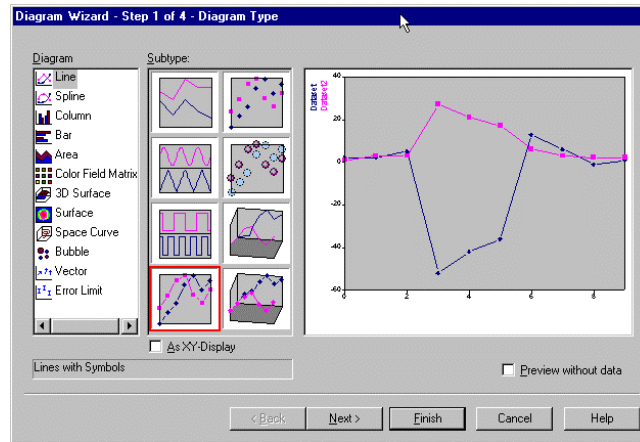 Diagram Wizard - Step 1 of 4 - Diagram Type
Diagram
Subtype:
Line
Spline
Column
Bar
Area
Color Field Matrix
3D Surface
Surface
Space Curve
Bubble
Vector
Error Limit
As XY-Display
Lines with Symbols
Dataset
Dataset2
40
20
0
-20
-40
-60
0 2 4 6 8
Preview without data
< Back
Next >
Finish
Cancel
Help